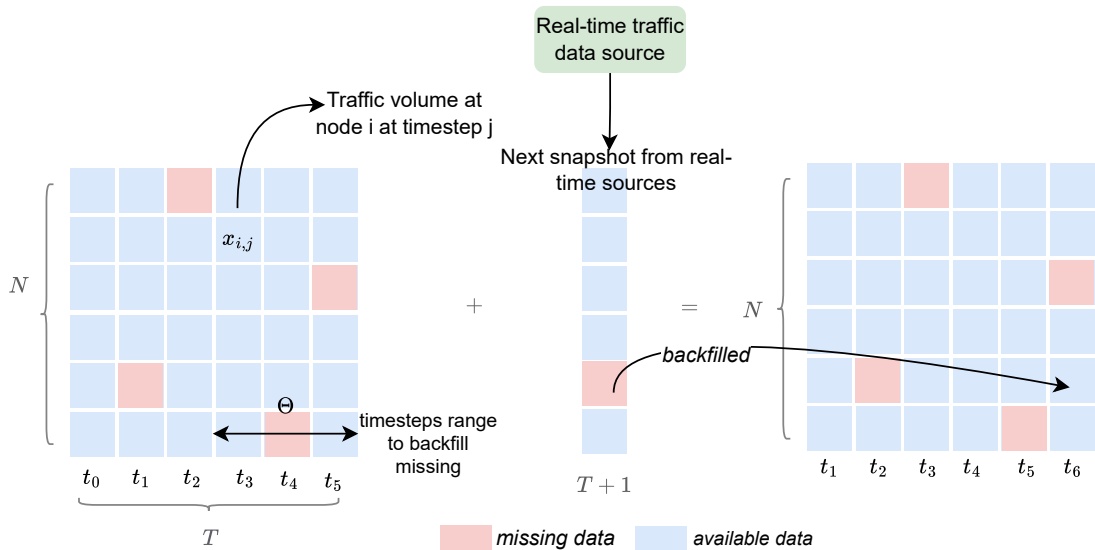 Real-time traffic
data source
Traffic volume at
node i at timestep j
Next snapshot from real-
time sources
x_{i,j}
N
+
=
N
backfilled
Θ
timesteps range
to backfill
missing
t_0 t_1 t_2 t_3 t_4 t_5
T + 1
t_1 t_2 t_3 t_4 t_5 t_6
T
missing data
available data